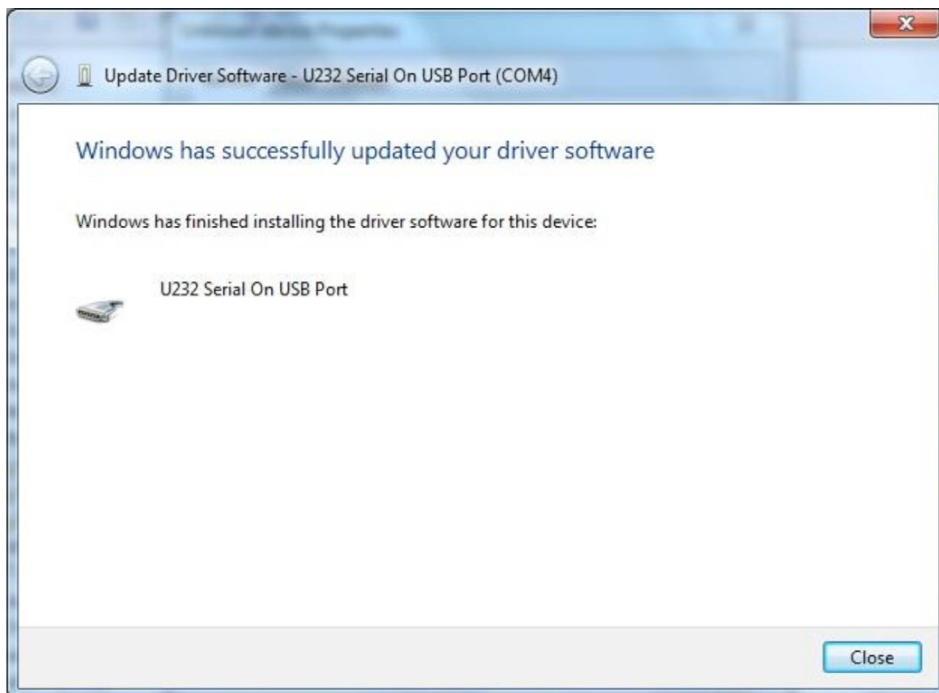 Update Driver Software - U232 Serial On USB Port (COM4)
Windows has successfully updated your driver software
Windows has finished installing the driver software for this device:
U232 Serial On USB Port
Close